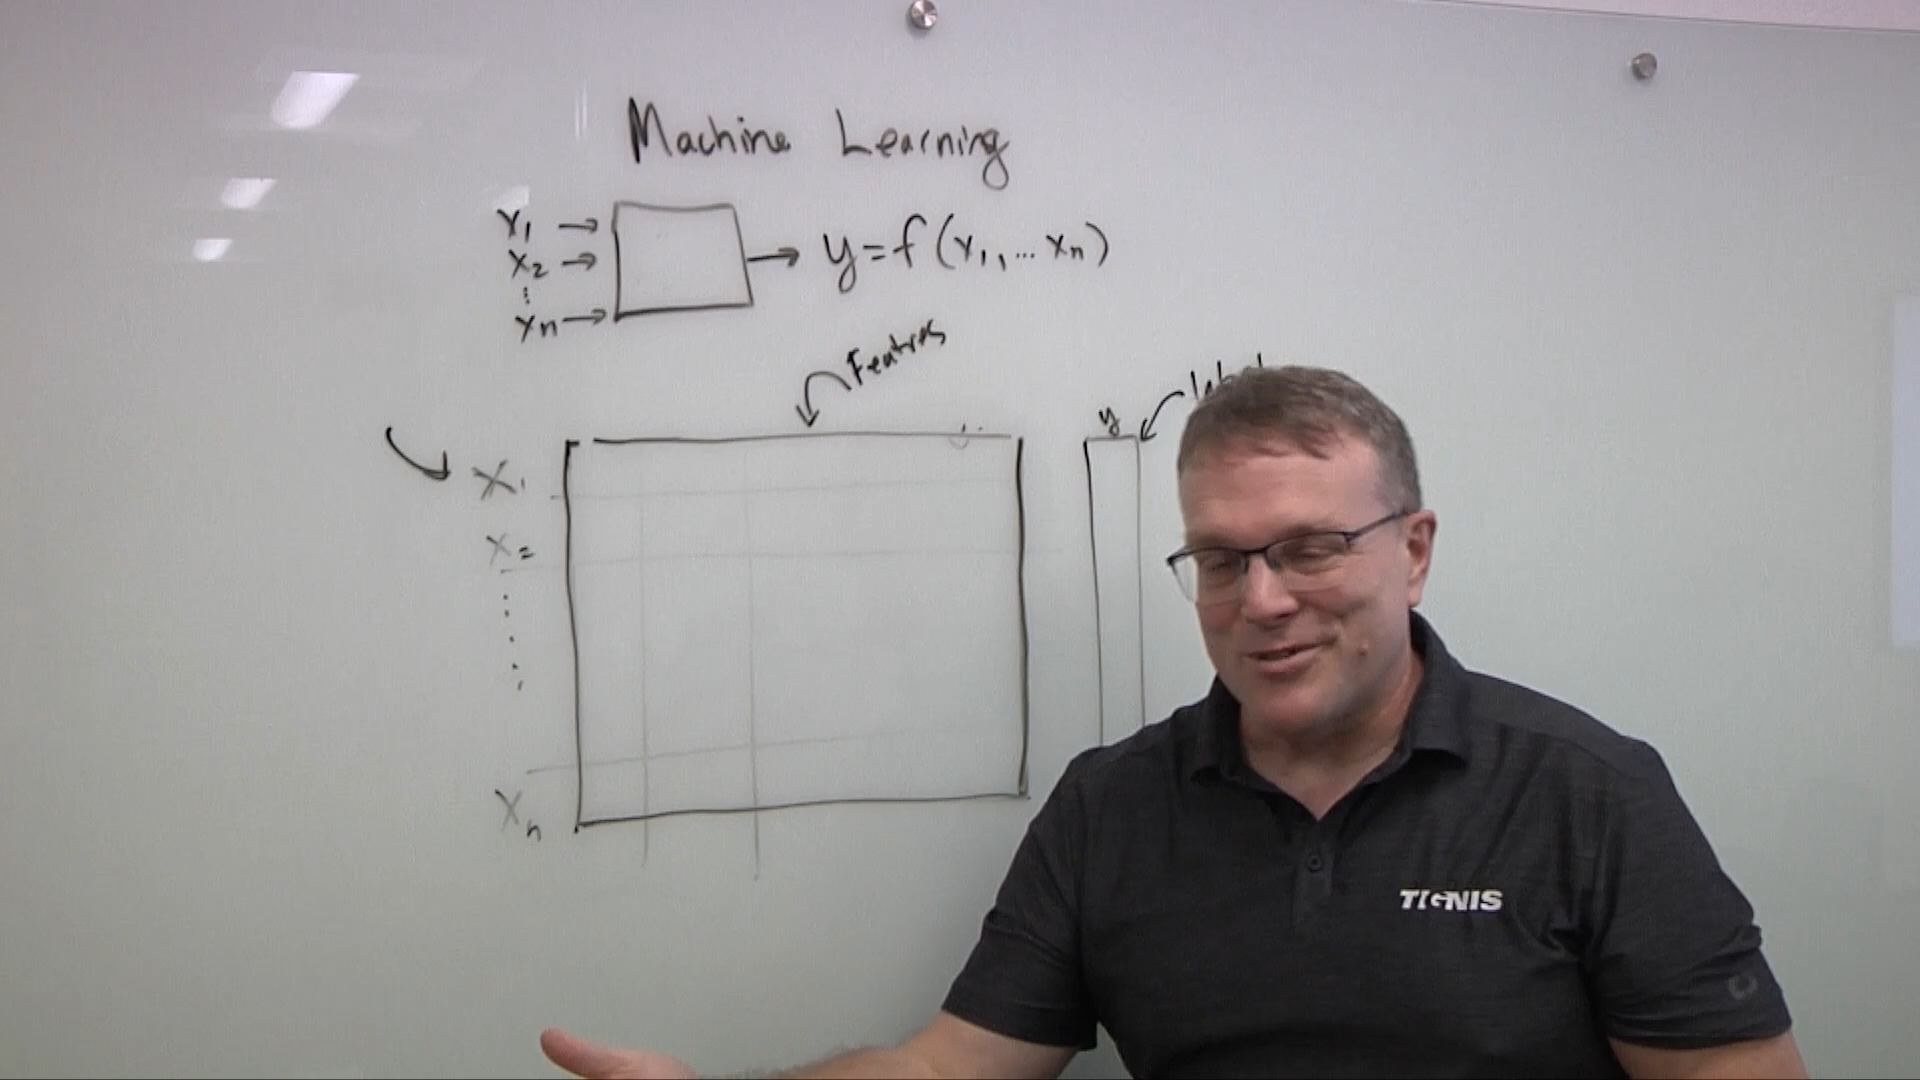 Machine Learning
x₁ →
x₂ →
⋮
xₙ →
→ y = f(x₁, ... xₙ)
Features
y
X₁
X₂
Xₙ
TIGNIS